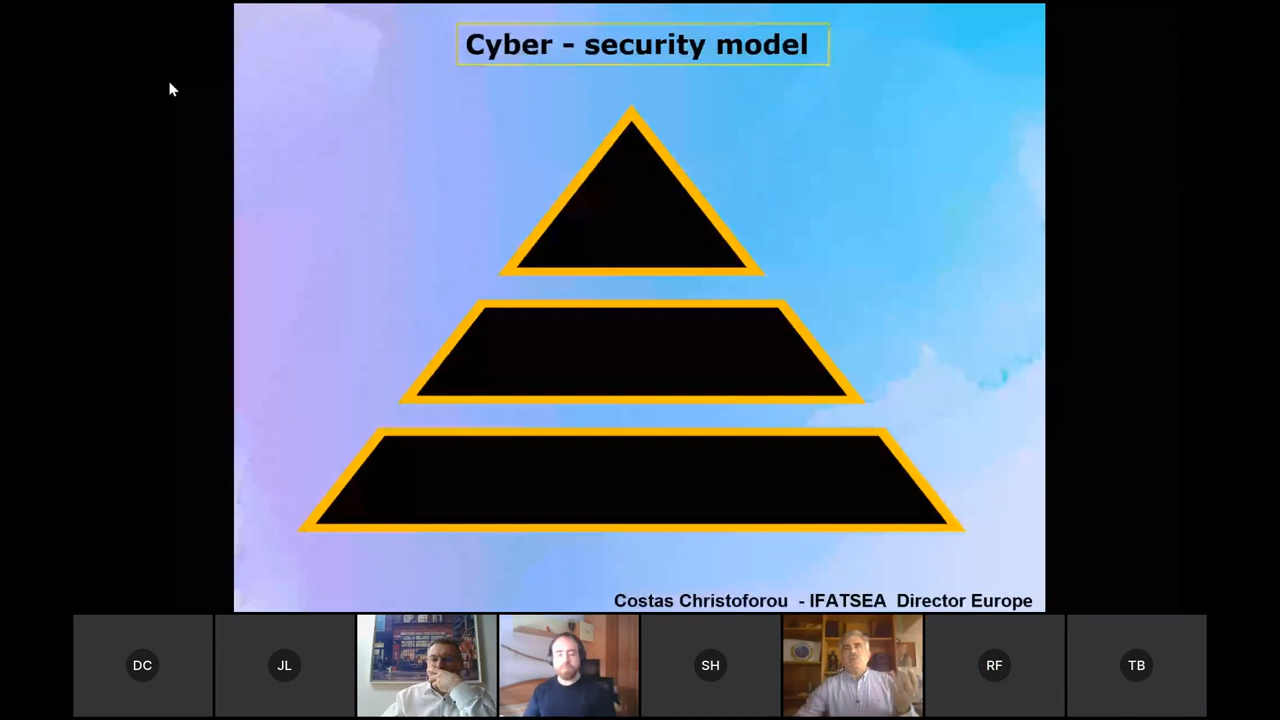 Cyber - security model
Costas Christoforou - IFATSEA Director Europe
DC
JL
SH
RF
TB